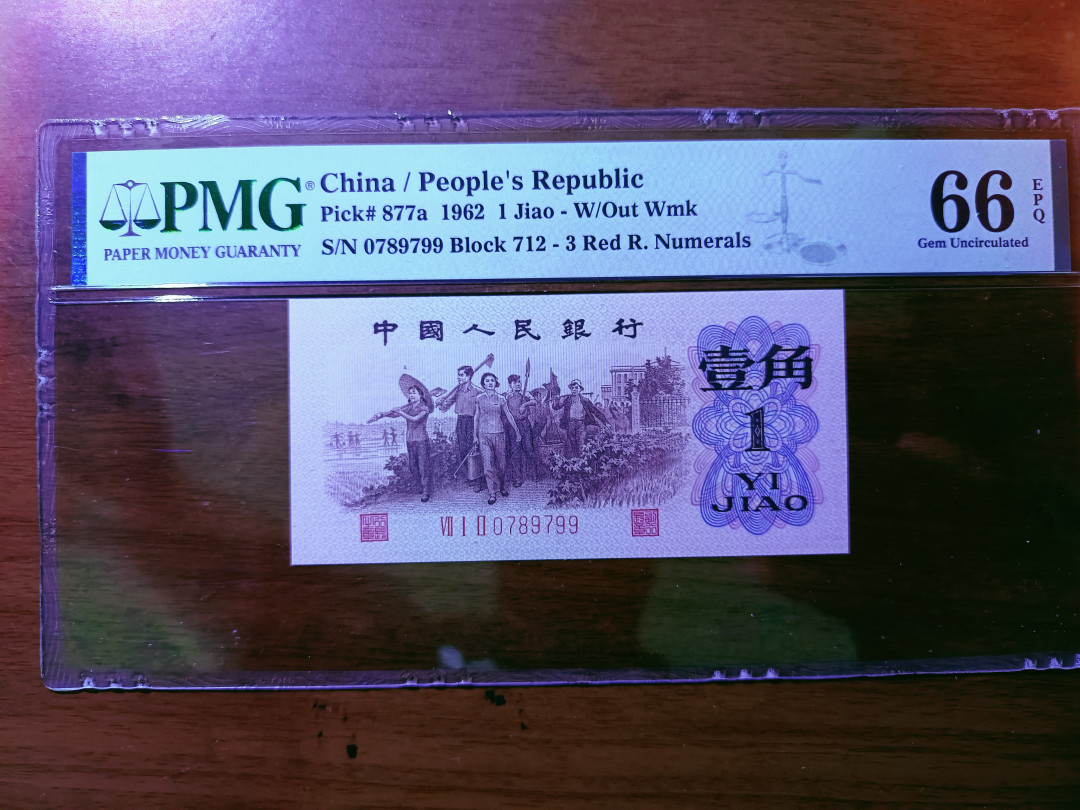 PMG®
PAPER MONEY GUARANTY
China / People's Republic
Pick# 877a 1962 1 Jiao - W/Out Wmk
S/N 0789799 Block 712 - 3 Red R. Numerals
66 EPQ
Gem Uncirculated
中國人民銀行
壹角
1
YI
JIAO
VII I II 0789799